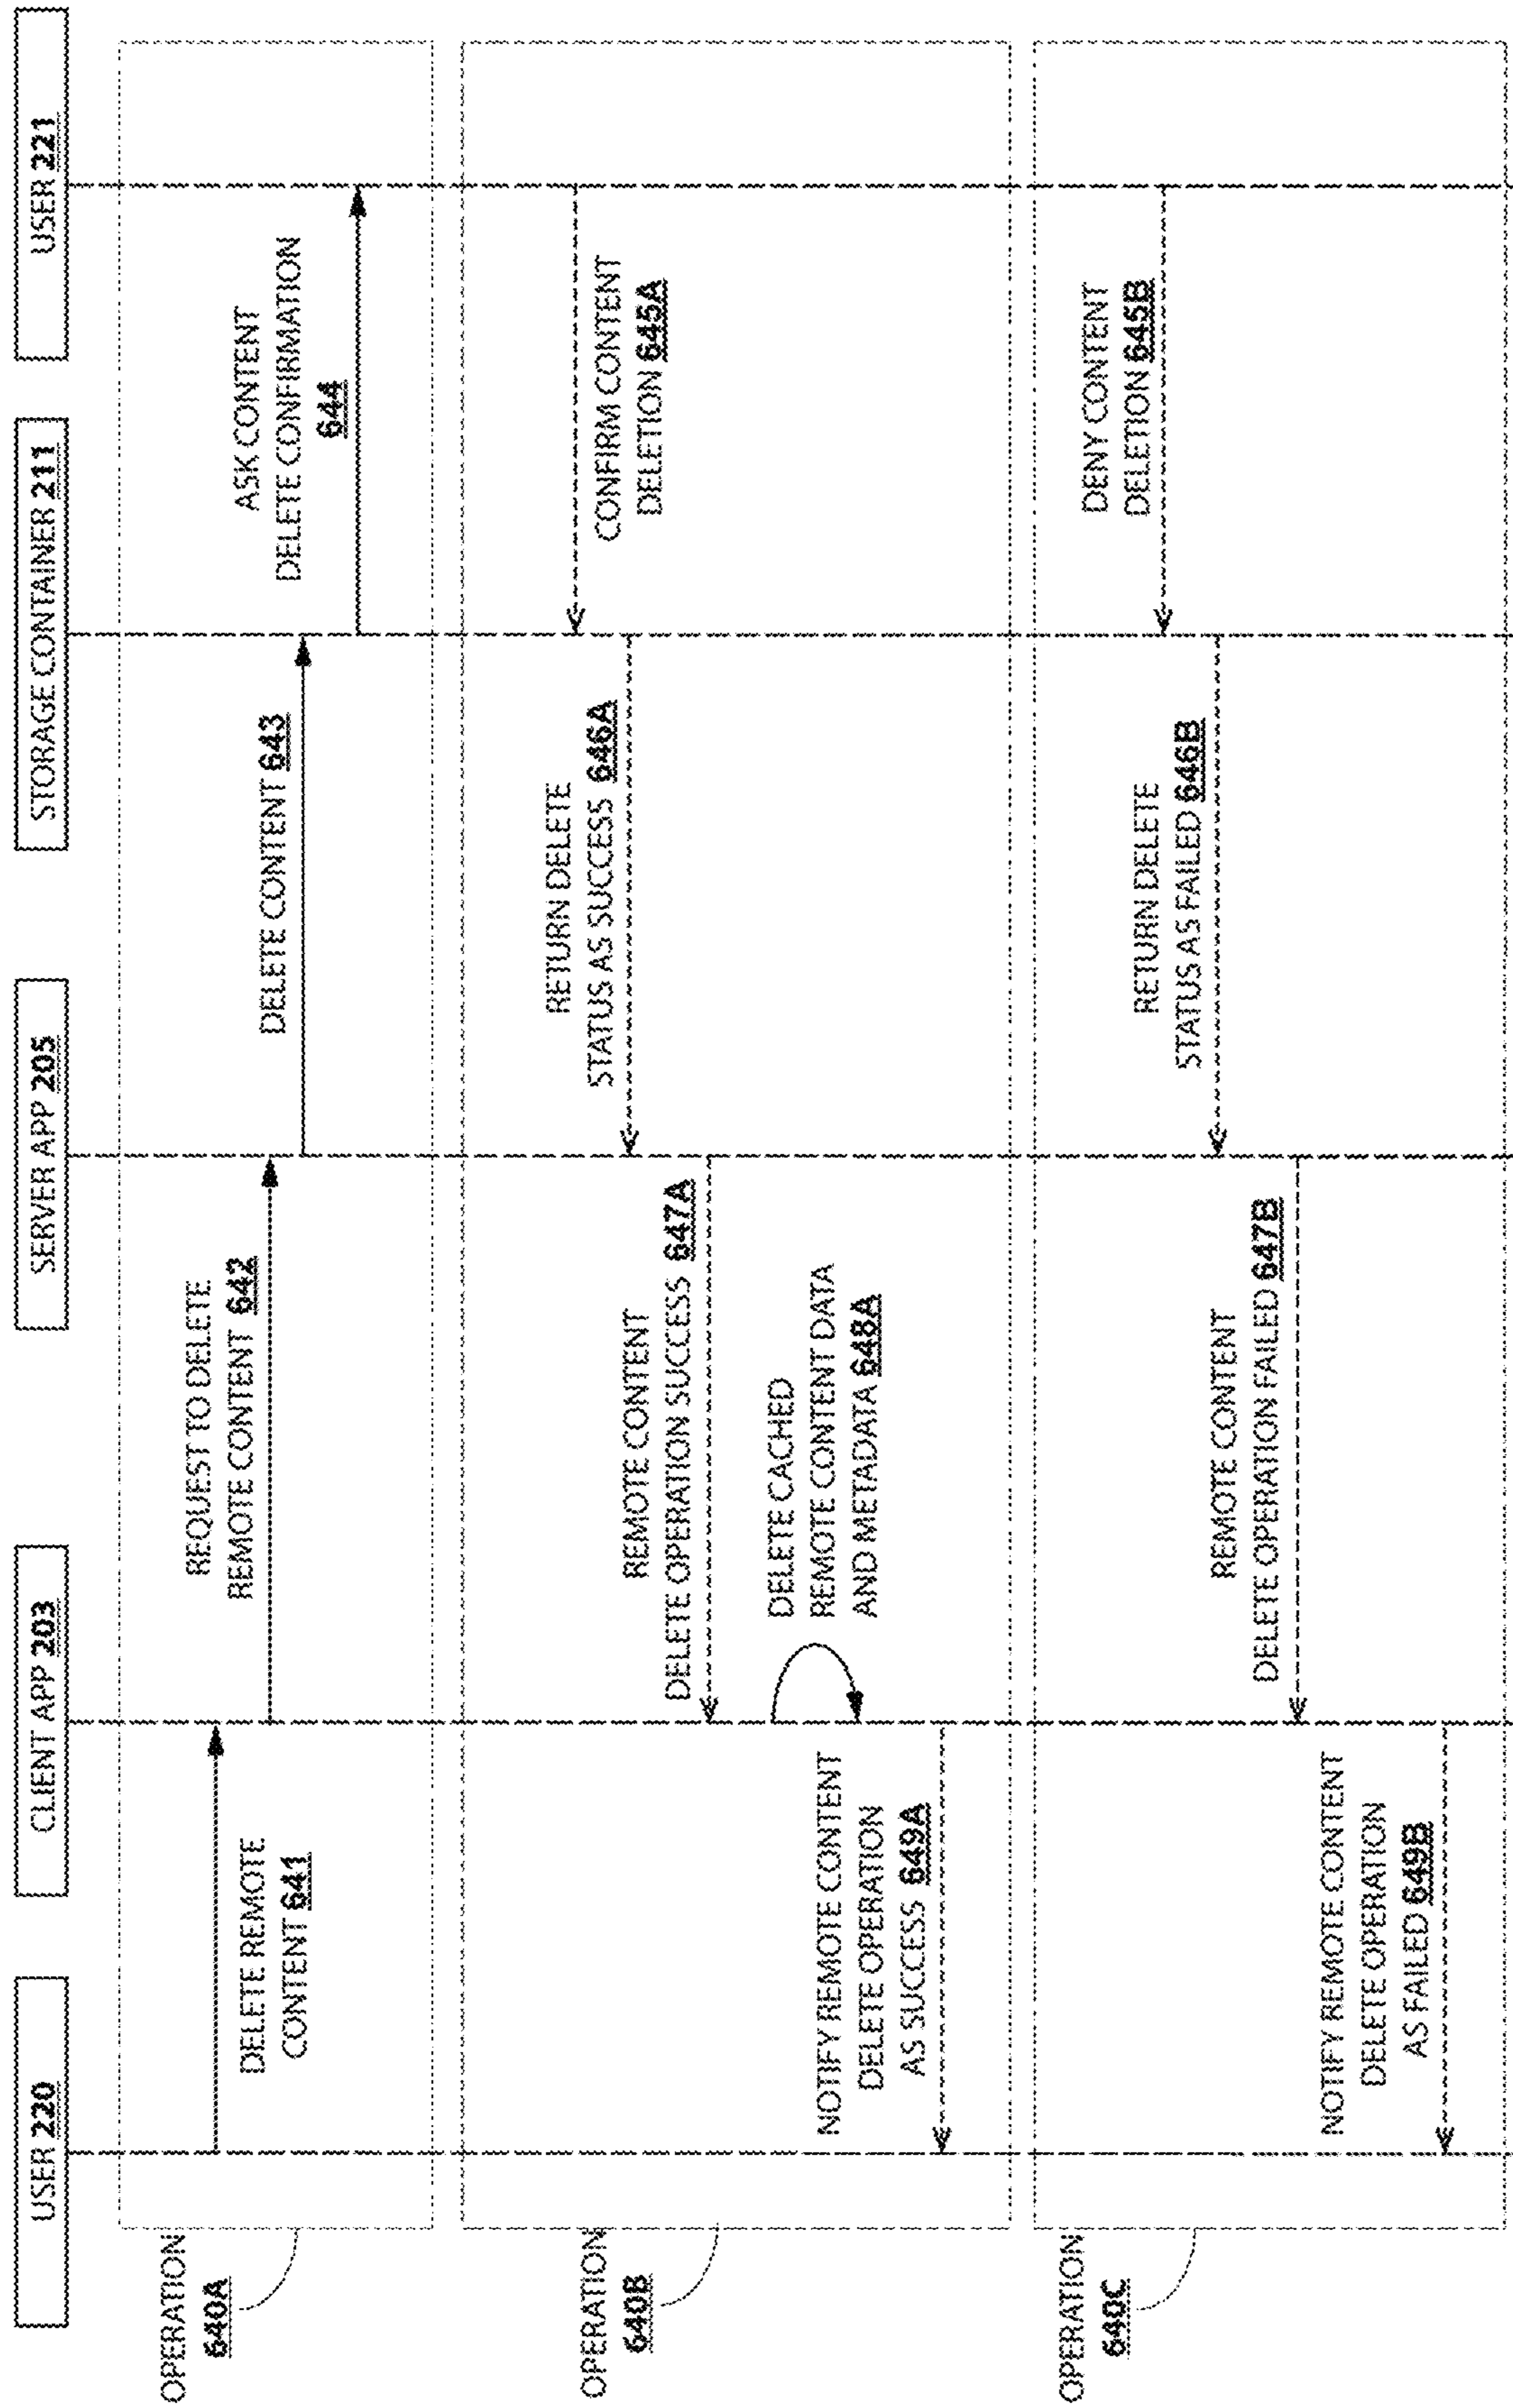 USER 220
CLIENT APP 203
SERVER APP 205
STORAGE CONTAINER 211
USER 221
OPERATION
640A
DELETE REMOTE
CONTENT 641
REQUEST TO DELETE
REMOTE CONTENT 642
DELETE CONTENT 643
ASK CONTENT
DELETE CONFIRMATION
644
OPERATION
640B
CONFIRM CONTENT
DELETION 645A
RETURN DELETE
STATUS AS SUCCESS 646A
REMOTE CONTENT
DELETE OPERATION SUCCESS 647A
DELETE CACHED
REMOTE CONTENT DATA
AND METADATA 648A
NOTIFY REMOTE CONTENT
DELETE OPERATION
AS SUCCESS 649A
OPERATION
640C
DENY CONTENT
DELETION 645B
RETURN DELETE
STATUS AS FAILED 646B
REMOTE CONTENT
DELETE OPERATION FAILED 647B
NOTIFY REMOTE CONTENT
DELETE OPERATION
AS FAILED 649B